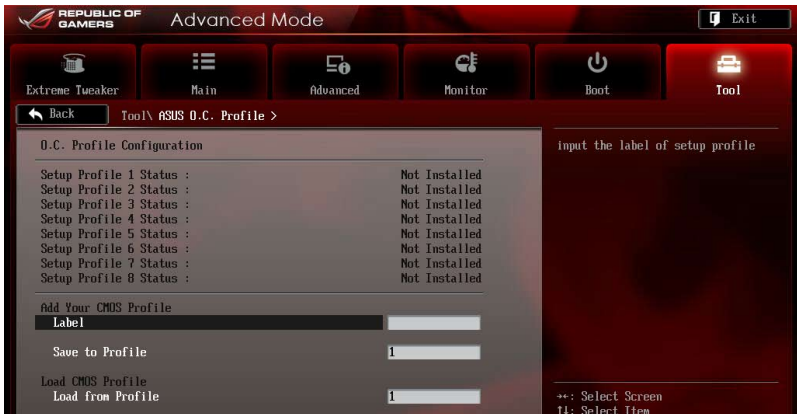 REPUBLIC OF
GAMERS
Advanced Mode
Exit
Extreme Tweaker
Main
Advanced
Monitor
Boot
Tool
Back
Tool\ ASUS O.C. Profile >
O.C. Profile Configuration
Setup Profile 1 Status : Not Installed
Setup Profile 2 Status : Not Installed
Setup Profile 3 Status : Not Installed
Setup Profile 4 Status : Not Installed
Setup Profile 5 Status : Not Installed
Setup Profile 6 Status : Not Installed
Setup Profile 7 Status : Not Installed
Setup Profile 8 Status : Not Installed
Add Your CMOS Profile
Label
Save to Profile 1
Load CMOS Profile
Load from Profile 1
input the label of setup profile
→←: Select Screen
↑↓: Select Item